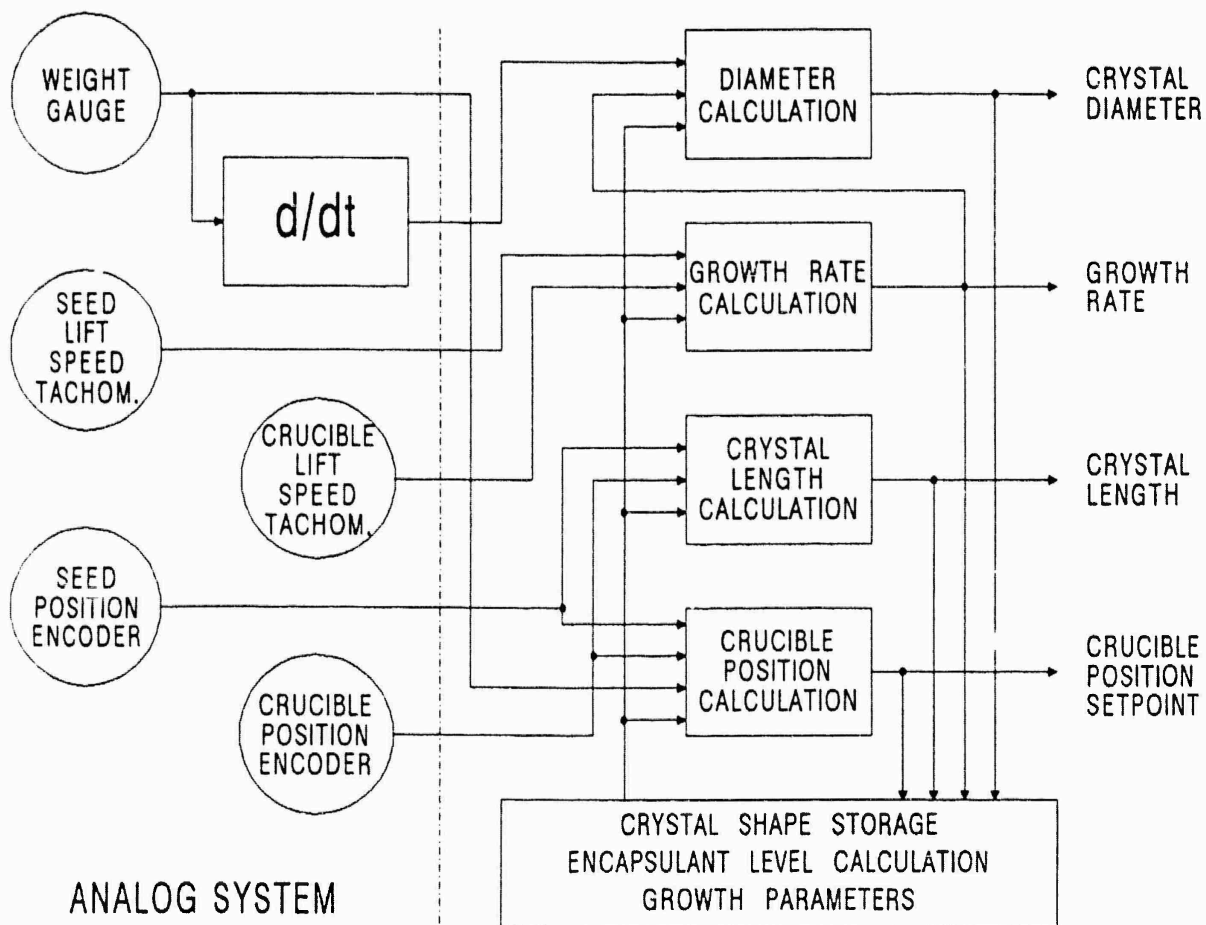 WEIGHT
GAUGE
d/dt
SEED
LIFT
SPEED
TACHOM.
CRUCIBLE
LIFT
SPEED
TACHOM.
SEED
POSITION
ENCODER
CRUCIBLE
POSITION
ENCODER
ANALOG SYSTEM
DIAMETER
CALCULATION
GROWTH RATE
CALCULATION
CRYSTAL
LENGTH
CALCULATION
CRUCIBLE
POSITION
CALCULATION
CRYSTAL SHAPE STORAGE
ENCAPSULANT LEVEL CALCULATION
GROWTH PARAMETERS
CRYSTAL
DIAMETER
GROWTH
RATE
CRYSTAL
LENGTH
CRUCIBLE
POSITION
SETPOINT